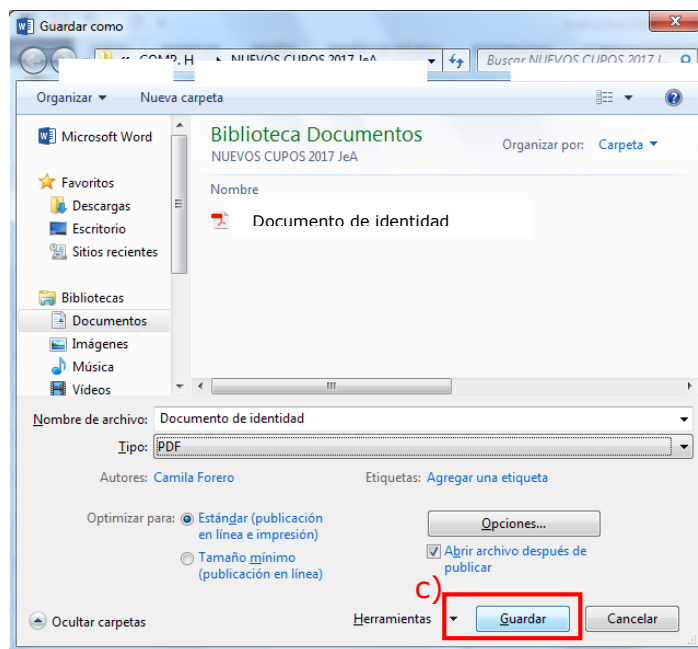 Guardar como
NUEVOS CUPOS 2017 JeA
Buscar NUEVOS CUPOS 2017 J...
Organizar
Nueva carpeta
Microsoft Word
Favoritos
Descargas
Escritorio
Sitios recientes
Bibliotecas
Documentos
Imágenes
Música
Vídeos
Biblioteca Documentos
NUEVOS CUPOS 2017 JeA
Organizar por: Carpeta
Nombre
Documento de identidad
Nombre de archivo: Documento de identidad
Tipo: PDF
Autores: Camila Forero
Etiquetas: Agregar una etiqueta
Optimizar para: Estándar (publicación
en línea e impresión)
Tamaño mínimo
(publicación en línea)
Opciones...
Abrir archivo después de
publicar
c)
Ocultar carpetas
Herramientas
Guardar
Cancelar